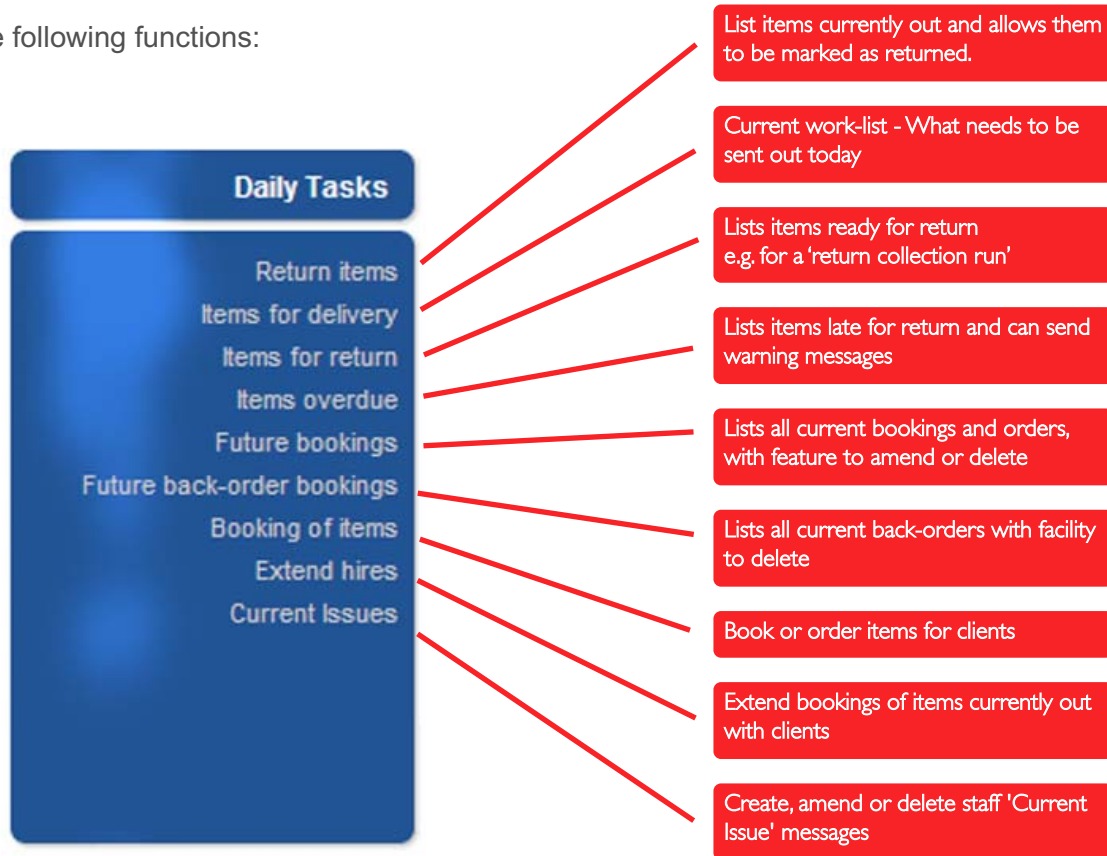 e following functions:
Daily Tasks
Return items
Items for delivery
Items for return
Items overdue
Future bookings
Future back-order bookings
Booking of items
Extend hires
Current Issues
List items currently out and allows them
to be marked as returned.
Current work-list - What needs to be
sent out today
Lists items ready for return
e.g. for a ‘return collection run’
Lists items late for return and can send
warning messages
Lists all current bookings and orders,
with feature to amend or delete
Lists all current back-orders with facility
to delete
Book or order items for clients
Extend bookings of items currently out
with clients
Create, amend or delete staff 'Current
Issue' messages